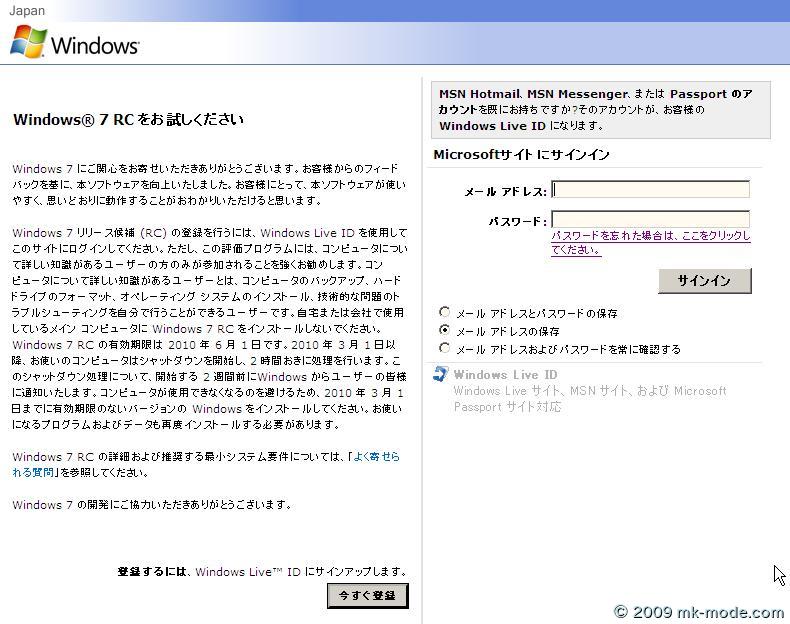 Japan
Windows
Windows® 7 RC をお試しください
Windows 7 にご関心をお寄せいただきありがとうございます。お客様からのフィード
バックを基に、本ソフトウェアを向上いたしました。お客様にとって、本ソフトウェアが使い
やすく、思いどおりに動作することがおわかりいただけると思います。
Windows 7 リリース候補 (RC) の登録を行うには、Windows Live ID を使用して
このサイトにログインしてください。ただし、この評価プログラムには、コンピュータについ
て詳しい知識があるユーザーの方のみが参加されることを強くお勧めします。コン
ピュータについて詳しい知識があるユーザーとは、コンピュータのバックアップ、ハード
ドライブのフォーマット、オペレーティング システムのインストール、技術的な問題のト
ラブルシューティングを自分で行うことができるユーザーです。自宅または会社で使用
しているメイン コンピュータに Windows 7 RC をインストールしないでください。
Windows 7 RC の有効期限は 2010 年 6 月 1 日です。2010 年 3 月 1 日以
降、お使いのコンピュータはシャットダウンを開始し、2 時間おきに処理を行います。こ
のシャットダウン処理について、開始する 2 週間前にWindows からユーザーの皆様
に通知いたします。コンピュータが使用できなくなるのを避けるため、2010 年 3 月 1
日までに有効期限のないバージョンの Windows をインストールしてください。お使い
になるプログラムおよびデータも再度インストールする必要があります。
Windows 7 RC の詳細および推奨する最小システム要件については、「よく寄せら
れる質問」を参照してください。
Windows 7 の開発にご協力いただきありがとうございます。
登録するには、Windows Live™ ID にサインアップします。
今すぐ登録
MSN Hotmail、MSN Messenger、または Passport のア
カウントを既にお持ちですか?そのアカウントが、お客様の
Windows Live ID になります。
Microsoftサイト にサインイン
メール アドレス:
パスワード:
パスワードを忘れた場合は、ここをクリックし
てください。
サインイン
メール アドレスとパスワードの保存
メール アドレスの保存
メール アドレスおよびパスワードを常に確認する
Windows Live ID
Windows Live サイト、MSN サイト、および Microsoft
Passport サイト対応
© 2009 mk-mode.com